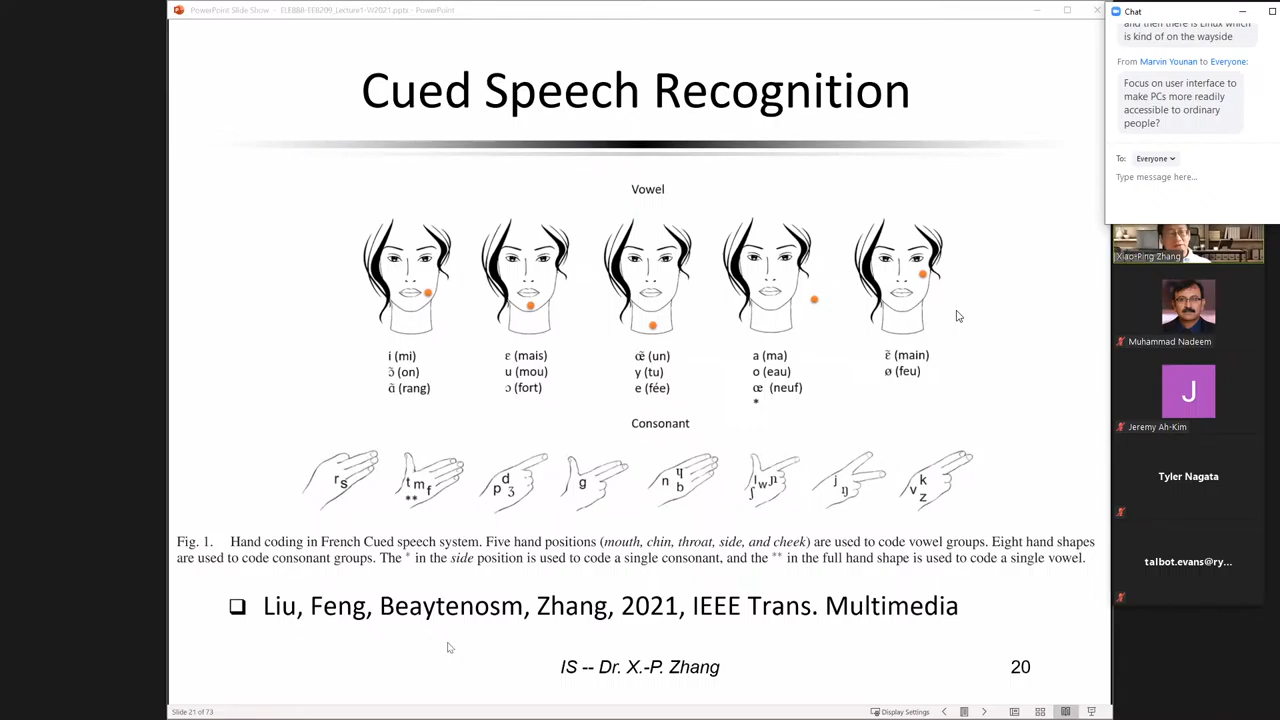 PowerPoint Slide Show - ELE888-EE8209_Lecture1-W2021.pptx - PowerPoint
Cued Speech Recognition
Vowel
i (mi)
ɔ̃ (on)
ɑ̃ (rang)
ɛ (mais)
u (mou)
ɔ (fort)
œ̃ (un)
y (tu)
e (fée)
a (ma)
o (eau)
œ (neuf)
*
ɛ̃ (main)
ø (feu)
Consonant
r s
t m f
**
p d ʒ
g
n ɥ b
ʃ l w ɲ
j ŋ
v k z
Fig. 1. Hand coding in French Cued speech system. Five hand positions (mouth, chin, throat, side, and cheek) are used to code vowel groups. Eight hand shapes
are used to code consonant groups. The * in the side position is used to code a single consonant, and the ** in the full hand shape is used to code a single vowel.
Liu, Feng, Beaytenosm, Zhang, 2021, IEEE Trans. Multimedia
IS -- Dr. X.-P. Zhang
20
Slide 21 of 73
Display Settings
Chat
and then there is Linux which
is kind of on the wayside
From Marvin Younan to Everyone:
Focus on user interface to
make PCs more readily
accessible to ordinary
people?
To: Everyone
Type message here...
Xiao-Ping Zhang
Muhammad Nadeem
J
Jeremy Ah-Kim
Tyler Nagata
talbot.evans@ry...